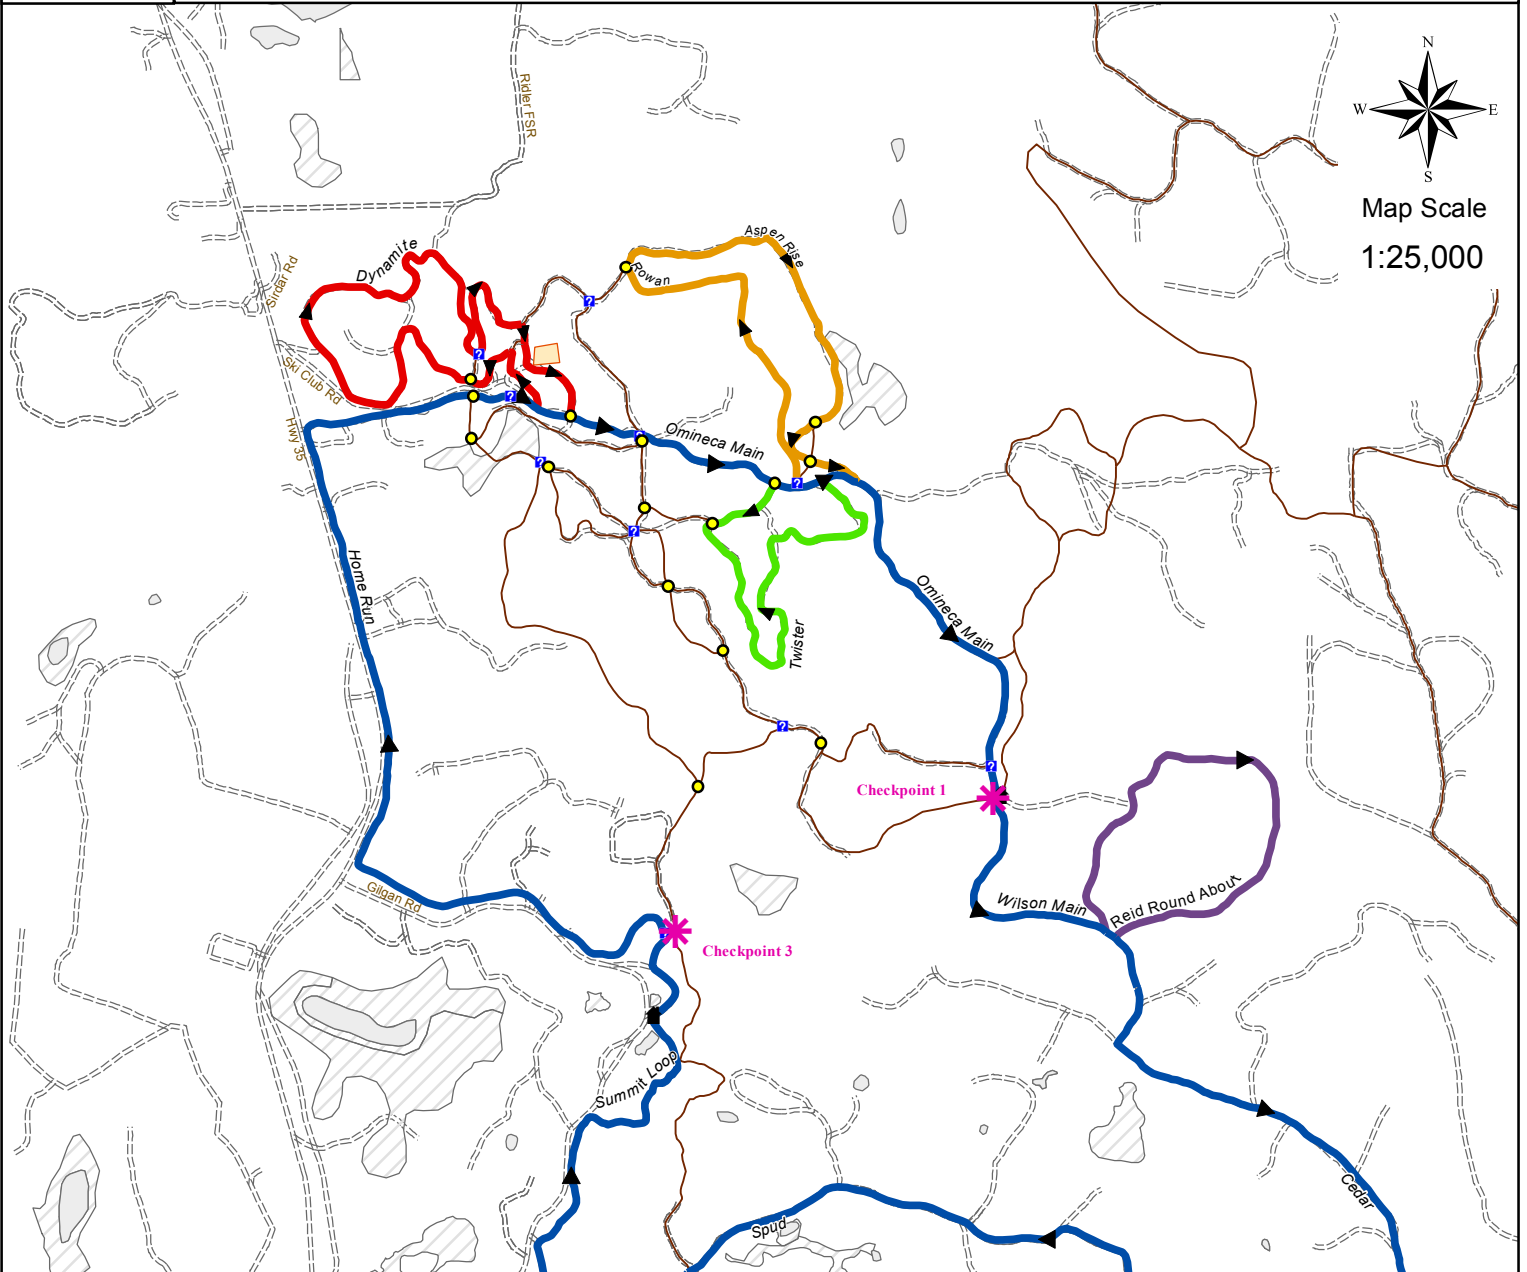 N
W E
S
Map Scale
1:25,000
Ridler FSR
Aspen Rise
Dynamite
Sirdar Rd
Rowan
Ski Club Rd
Hwy 35
Omineca Main
Home Run
Omineca Main
Twister
Checkpoint 1
Gilgan Rd
Wilson Main
Reid Round About
Checkpoint 3
Summit Loop
Cedar
Spud
?
?
?
?
?
?
?
?
?